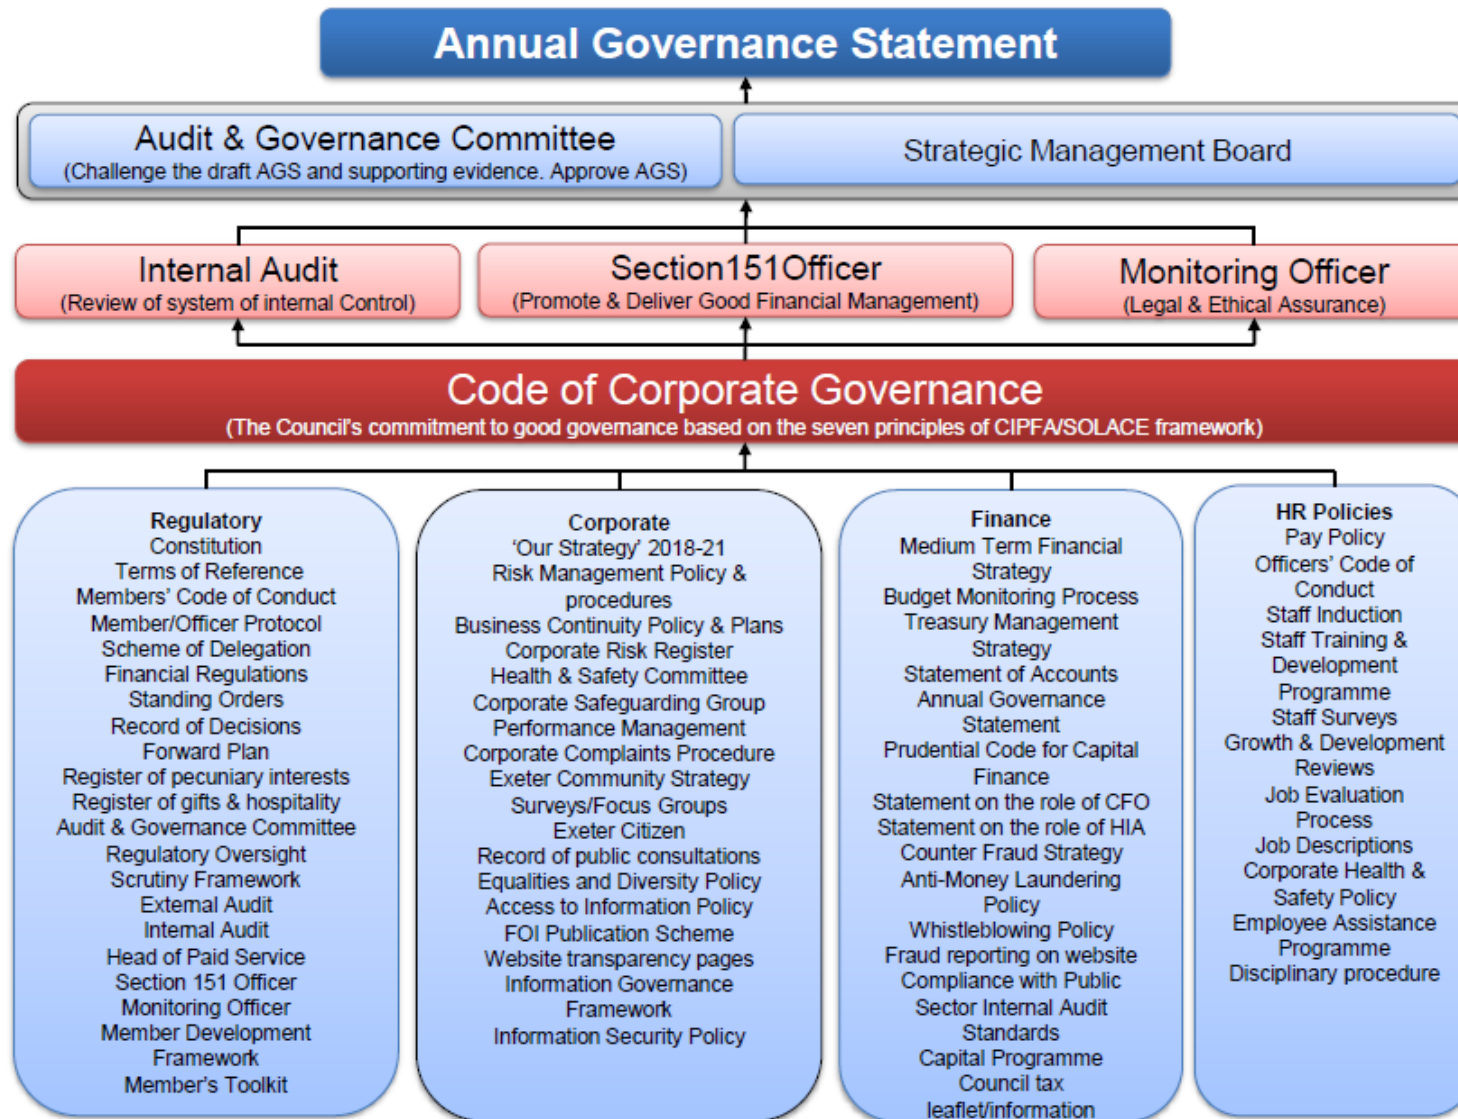 Annual Governance Statement
Audit & Governance Committee
(Challenge the draft AGS and supporting evidence. Approve AGS)
Strategic Management Board
Internal Audit
(Review of system of internal Control)
Section151Officer
(Promote & Deliver Good Financial Management)
Monitoring Officer
(Legal & Ethical Assurance)
Code of Corporate Governance
(The Council's commitment to good governance based on the seven principles of CIPFA/SOLACE framework)
Regulatory
Constitution
Terms of Reference
Members' Code of Conduct
Member/Officer Protocol
Scheme of Delegation
Financial Regulations
Standing Orders
Record of Decisions
Forward Plan
Register of pecuniary interests
Register of gifts & hospitality
Audit & Governance Committee
Regulatory Oversight
Scrutiny Framework
External Audit
Internal Audit
Head of Paid Service
Section 151 Officer
Monitoring Officer
Member Development
Framework
Member's Toolkit
Corporate
'Our Strategy' 2018-21
Risk Management Policy &
procedures
Business Continuity Policy & Plans
Corporate Risk Register
Health & Safety Committee
Corporate Safeguarding Group
Performance Management
Corporate Complaints Procedure
Exeter Community Strategy
Surveys/Focus Groups
Exeter Citizen
Record of public consultations
Equalities and Diversity Policy
Access to Information Policy
FOI Publication Scheme
Website transparency pages
Information Governance
Framework
Information Security Policy
Finance
Medium Term Financial
Strategy
Budget Monitoring Process
Treasury Management
Strategy
Statement of Accounts
Annual Governance
Statement
Prudential Code for Capital
Finance
Statement on the role of CFO
Statement on the role of HIA
Counter Fraud Strategy
Anti-Money Laundering
Policy
Whistleblowing Policy
Fraud reporting on website
Compliance with Public
Sector Internal Audit
Standards
Capital Programme
Council tax
leaflet/information
HR Policies
Pay Policy
Officers' Code of
Conduct
Staff Induction
Staff Training &
Development
Programme
Staff Surveys
Growth & Development
Reviews
Job Evaluation
Process
Job Descriptions
Corporate Health &
Safety Policy
Employee Assistance
Programme
Disciplinary procedure